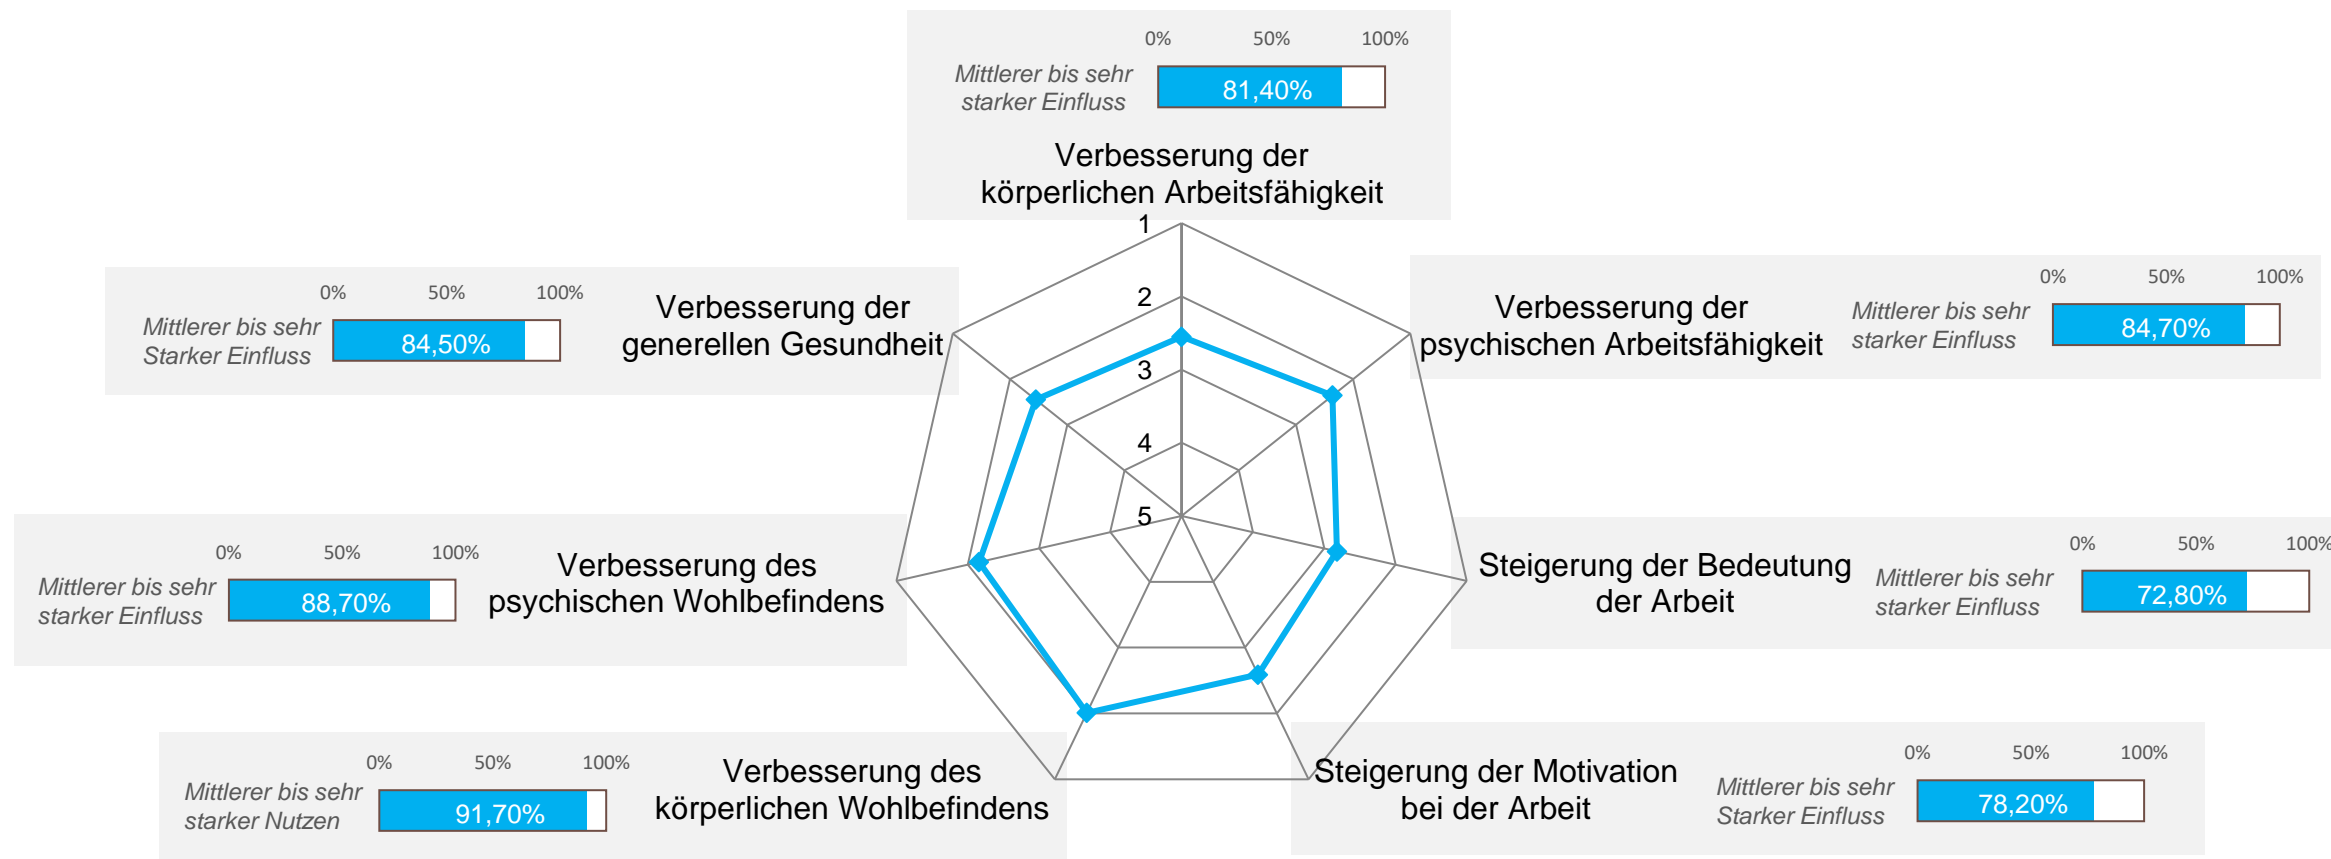 0% 50% 100%
Mittlerer bis sehr
starker Einfluss
81,40%
Verbesserung der
körperlichen Arbeitsfähigkeit
1
2
3
4
5
0% 50% 100%
Mittlerer bis sehr
Starker Einfluss
84,50%
Verbesserung der
generellen Gesundheit
Verbesserung der
psychischen Arbeitsfähigkeit
0% 50% 100%
Mittlerer bis sehr
starker Einfluss
84,70%
0% 50% 100%
Mittlerer bis sehr
starker Einfluss
88,70%
Verbesserung des
psychischen Wohlbefindens
Steigerung der Bedeutung
der Arbeit
0% 50% 100%
Mittlerer bis sehr
starker Einfluss
72,80%
0% 50% 100%
Mittlerer bis sehr
starker Nutzen
91,70%
Verbesserung des
körperlichen Wohlbefindens
Steigerung der Motivation
bei der Arbeit
0% 50% 100%
Mittlerer bis sehr
Starker Einfluss
78,20%